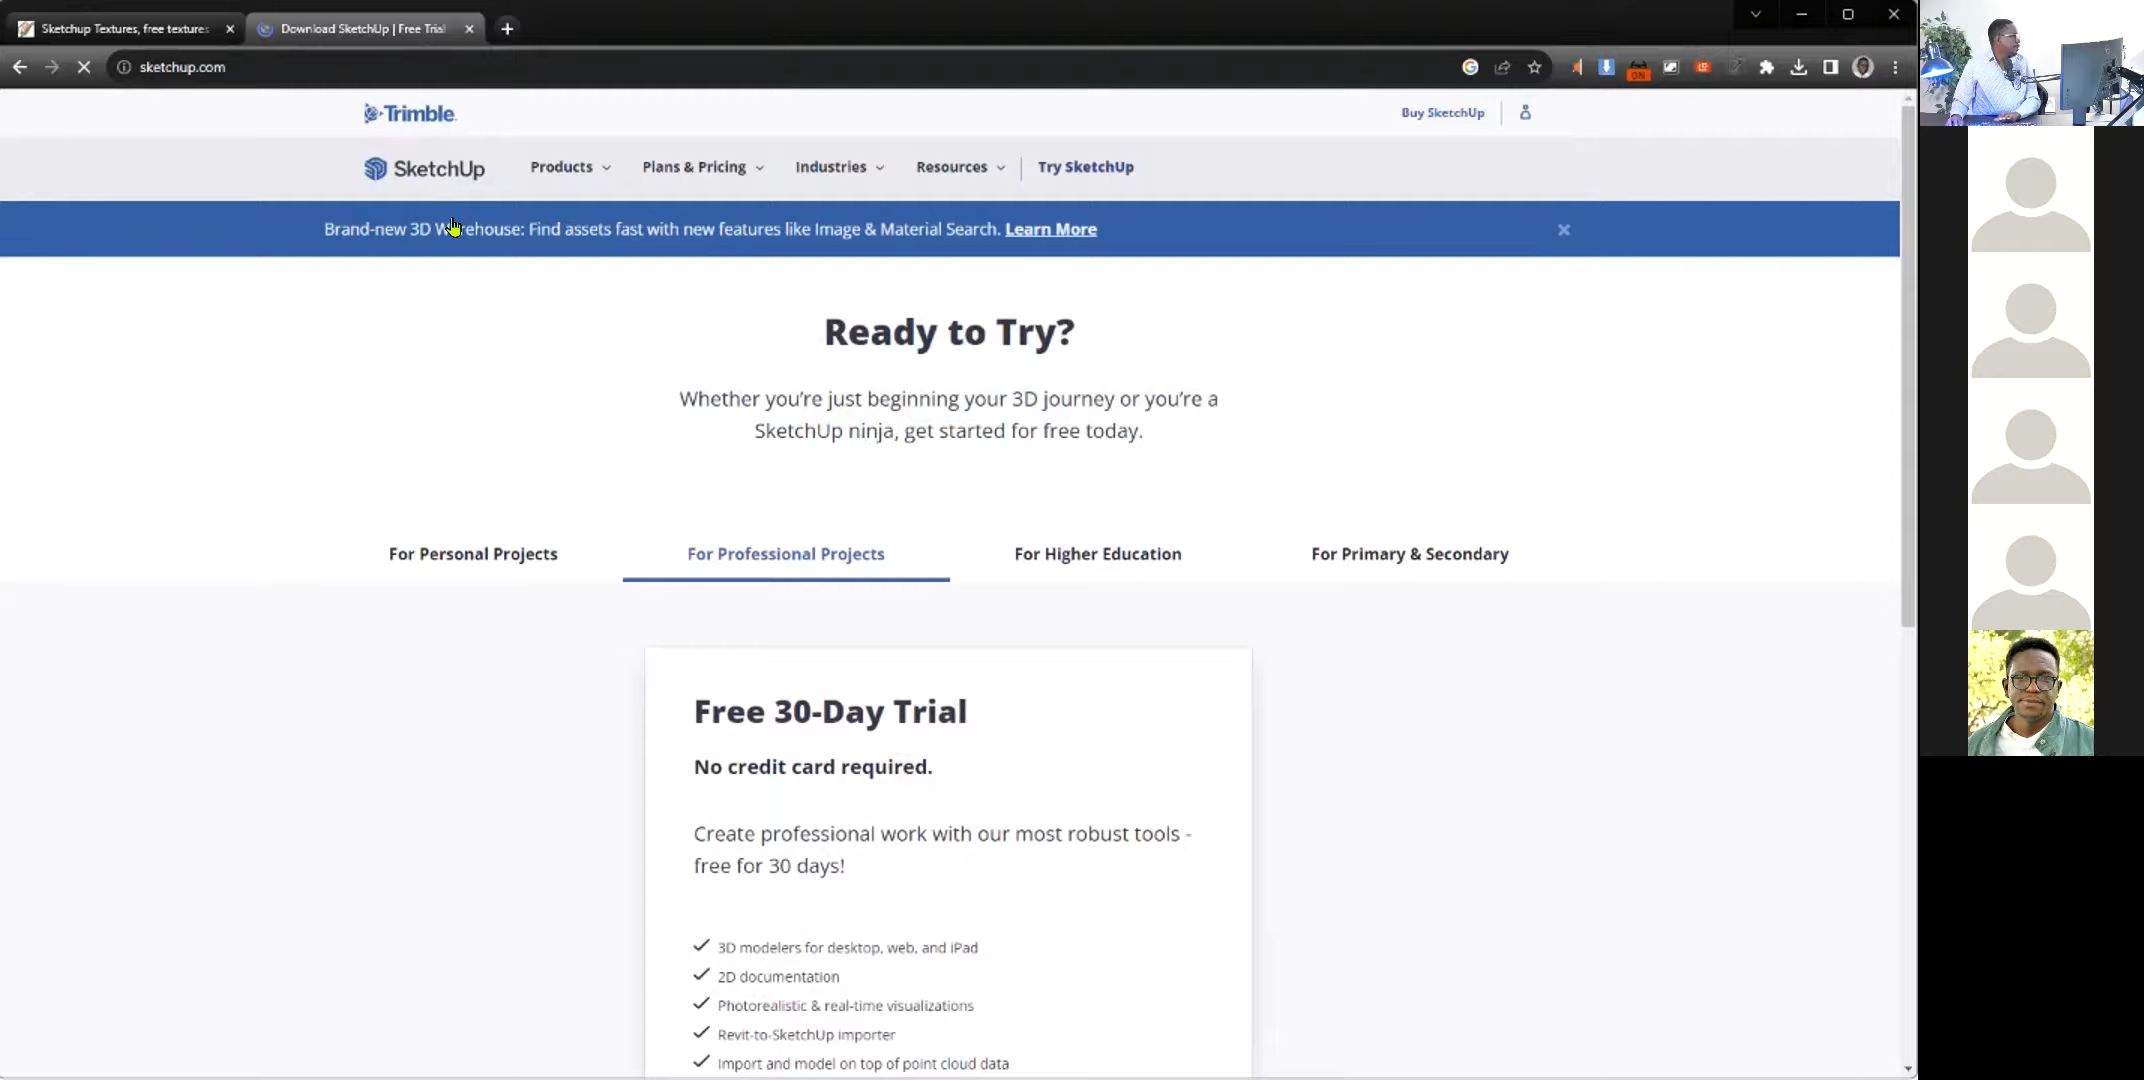 Sketchup Textures, free textures
Download SketchUp | Free Trial
sketchup.com
ON
Trimble.
Buy SketchUp
SketchUp
Products
Plans & Pricing
Industries
Resources
Try SketchUp
Brand-new 3D Warehouse: Find assets fast with new features like Image & Material Search. Learn More
Ready to Try?
Whether you're just beginning your 3D journey or you're a
SketchUp ninja, get started for free today.
For Personal Projects
For Professional Projects
For Higher Education
For Primary & Secondary
Free 30-Day Trial
No credit card required.
Create professional work with our most robust tools -
free for 30 days!
3D modelers for desktop, web, and iPad
2D documentation
Photorealistic & real-time visualizations
Revit-to-SketchUp importer
Import and model on top of point cloud data